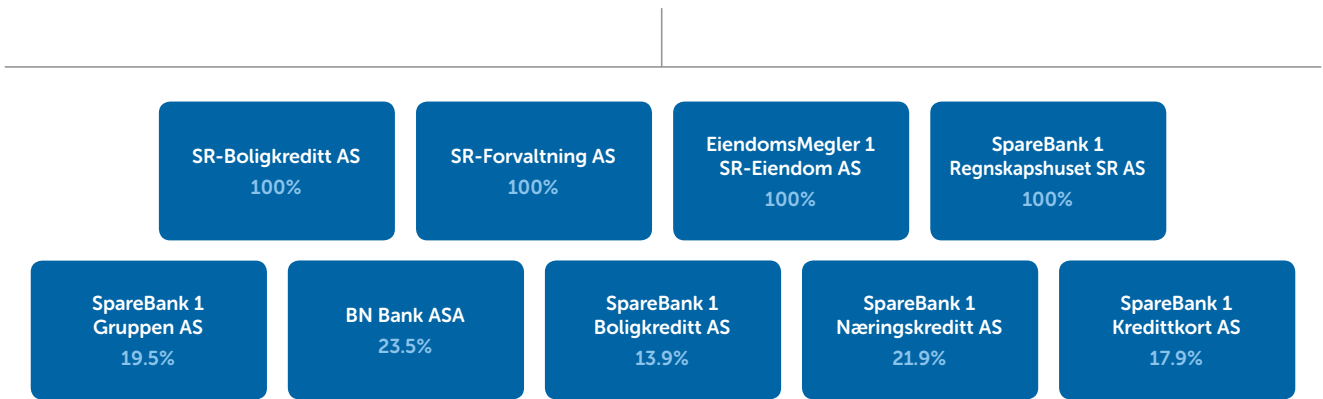 SR-Boligkreditt AS
100%
SR-Forvaltning AS
100%
EiendomsMegler 1
SR-Eiendom AS
100%
SpareBank 1
Regnskapshuset SR AS
100%
SpareBank 1
Gruppen AS
19.5%
BN Bank ASA
23.5%
SpareBank 1
Boligkreditt AS
13.9%
SpareBank 1
Næringskreditt AS
21.9%
SpareBank 1
Kredittkort AS
17.9%